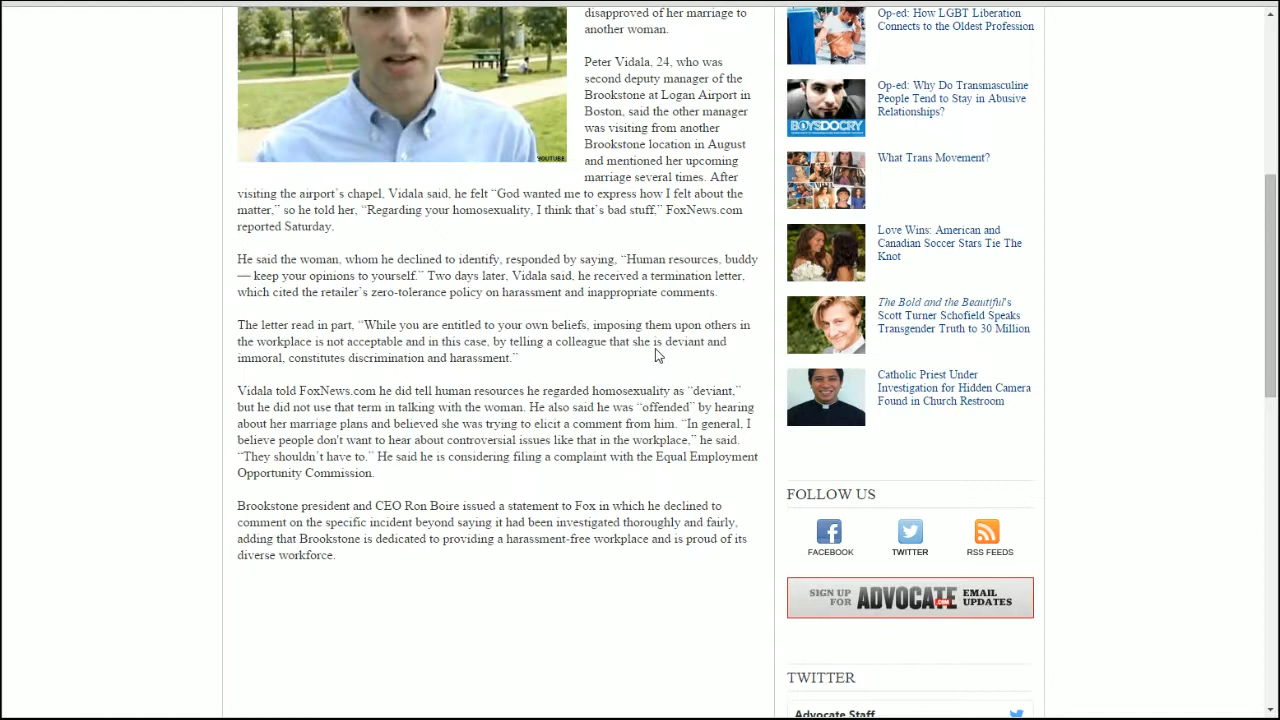 disapproved of her marriage to
another woman.
Peter Vidala, 24, who was
second deputy manager of the
Brookstone at Logan Airport in
Boston, said the other manager
was visiting from another
Brookstone location in August
and mentioned her upcoming
marriage several times. After
visiting the airport's chapel, Vidala said, he felt “God wanted me to express how I felt about the
matter,” so he told her, “Regarding your homosexuality, I think that's bad stuff,” FoxNews.com
reported Saturday.
He said the woman, whom he declined to identify, responded by saying, “Human resources, buddy
— keep your opinions to yourself.” Two days later, Vidala said, he received a termination letter,
which cited the retailer's zero-tolerance policy on harassment and inappropriate comments.
The letter read in part, “While you are entitled to your own beliefs, imposing them upon others in
the workplace is not acceptable and in this case, by telling a colleague that she is deviant and
immoral, constitutes discrimination and harassment.”
Vidala told FoxNews.com he did tell human resources he regarded homosexuality as “deviant,”
but he did not use that term in talking with the woman. He also said he was “offended” by hearing
about her marriage plans and believed she was trying to elicit a comment from him. “In general, I
believe people don't want to hear about controversial issues like that in the workplace,” he said.
“They shouldn't have to.” He said he is considering filing a complaint with the Equal Employment
Opportunity Commission.
Brookstone president and CEO Ron Boire issued a statement to Fox in which he declined to
comment on the specific incident beyond saying it had been investigated thoroughly and fairly,
adding that Brookstone is dedicated to providing a harassment-free workplace and is proud of its
diverse workforce.
YOUTUBE
Op-ed: How LGBT Liberation
Connects to the Oldest Profession
Op-ed: Why Do Transmasculine
People Tend to Stay in Abusive
Relationships?
BOYSDOCRY
What Trans Movement?
Love Wins: American and
Canadian Soccer Stars Tie The
Knot
The Bold and the Beautiful's
Scott Turner Schofield Speaks
Transgender Truth to 30 Million
Catholic Priest Under
Investigation for Hidden Camera
Found in Church Restroom
FOLLOW US
FACEBOOK TWITTER RSS FEEDS
SIGN UP FOR ADVOCATE.COM EMAIL UPDATES
TWITTER
Advocate Staff